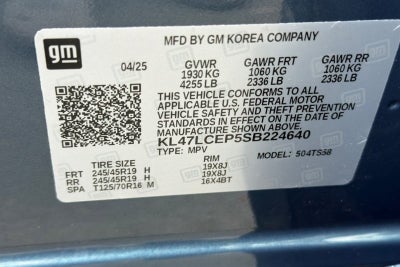 gm
MFD BY GM KOREA COMPANY
04/25 GVWR GAWR FRT GAWR RR
1930 KG 1060 KG 1060 KG
4255 LB 2336 LB 2336 LB
THIS VEHICLE CONFORMS TO ALL
APPLICABLE U.S. FEDERAL MOTOR
VEHICLE SAFETY AND THEFT PREVENTION
STANDARDS IN EFFECT ON THE DATE OF
MANUFACTURE SHOWN ABOVE.
KL47LCEP5SB224640
TYPE: MPV MODEL: 504TS58
TIRE SIZE RIM
FRT 245/45R19 H 19X8J
RR 245/45R19 H 19X8J
SPA T125/70R16 M 16X4BT